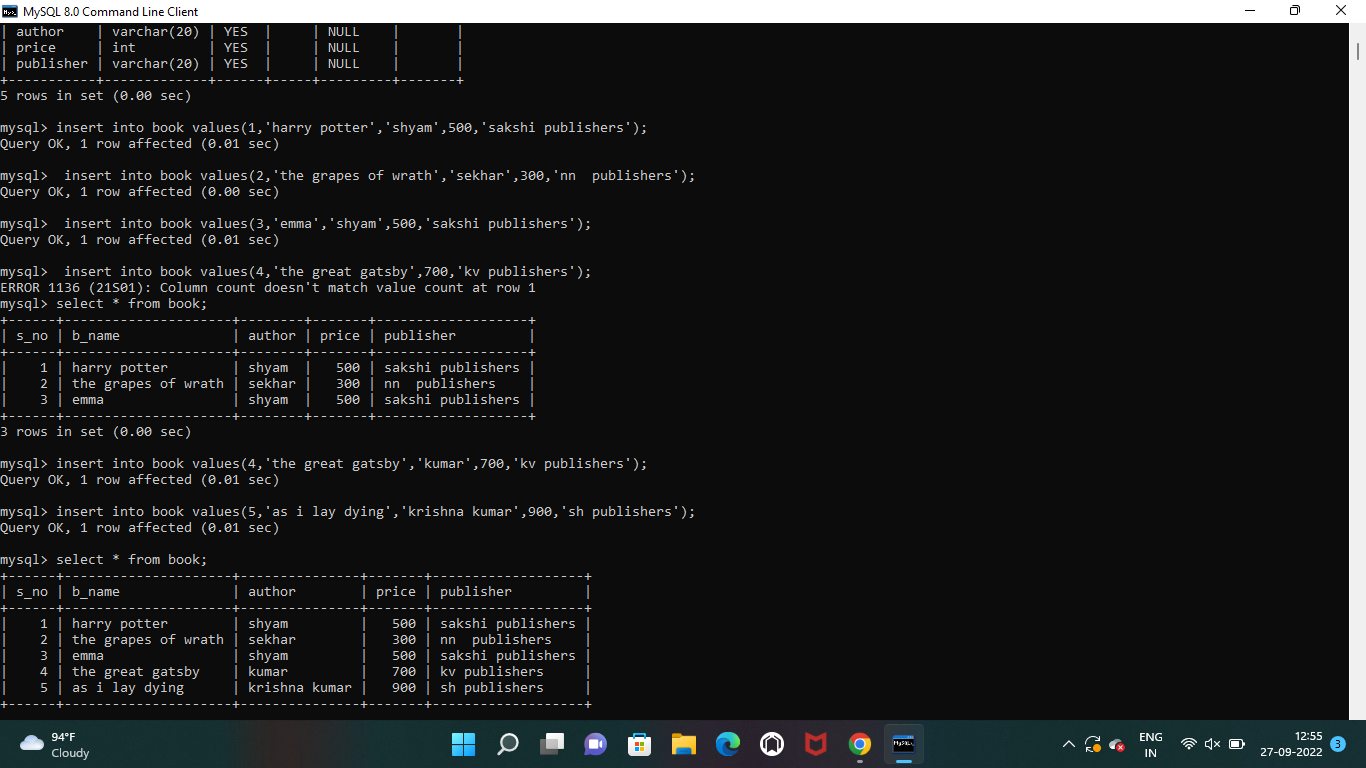 MySQL 8.0 Command Line Client
| author    | varchar(20) | YES  |     | NULL    |       |
| price     | int         | YES  |     | NULL    |       |
| publisher | varchar(20) | YES  |     | NULL    |       |
+-----------+-------------+------+-----+---------+-------+
5 rows in set (0.00 sec)
mysql> insert into book values(1,'harry potter','shyam',500,'sakshi publishers');
Query OK, 1 row affected (0.01 sec)
mysql>  insert into book values(2,'the grapes of wrath','sekhar',300,'nn  publishers');
Query OK, 1 row affected (0.00 sec)
mysql>  insert into book values(3,'emma','shyam',500,'sakshi publishers');
Query OK, 1 row affected (0.01 sec)
mysql>  insert into book values(4,'the great gatsby',700,'kv publishers');
ERROR 1136 (21S01): Column count doesn't match value count at row 1
mysql> select * from book;
+------+---------------------+--------+-------+-------------------+
| s_no | b_name              | author | price | publisher         |
+------+---------------------+--------+-------+-------------------+
|    1 | harry potter        | shyam  |   500 | sakshi publishers |
|    2 | the grapes of wrath | sekhar |   300 | nn  publishers    |
|    3 | emma                | shyam  |   500 | sakshi publishers |
+------+---------------------+--------+-------+-------------------+
3 rows in set (0.00 sec)
mysql> insert into book values(4,'the great gatsby','kumar',700,'kv publishers');
Query OK, 1 row affected (0.01 sec)
mysql> insert into book values(5,'as i lay dying','krishna kumar',900,'sh publishers');
Query OK, 1 row affected (0.01 sec)
mysql> select * from book;
+------+---------------------+---------------+-------+-------------------+
| s_no | b_name              | author        | price | publisher         |
+------+---------------------+---------------+-------+-------------------+
|    1 | harry potter        | shyam         |   500 | sakshi publishers |
|    2 | the grapes of wrath | sekhar        |   300 | nn  publishers    |
|    3 | emma                | shyam         |   500 | sakshi publishers |
|    4 | the great gatsby    | kumar         |   700 | kv publishers     |
|    5 | as i lay dying      | krishna kumar |   900 | sh publishers     |
+------+---------------------+---------------+-------+-------------------+
94°F
Cloudy
ENG
IN
12:55
27-09-2022
3